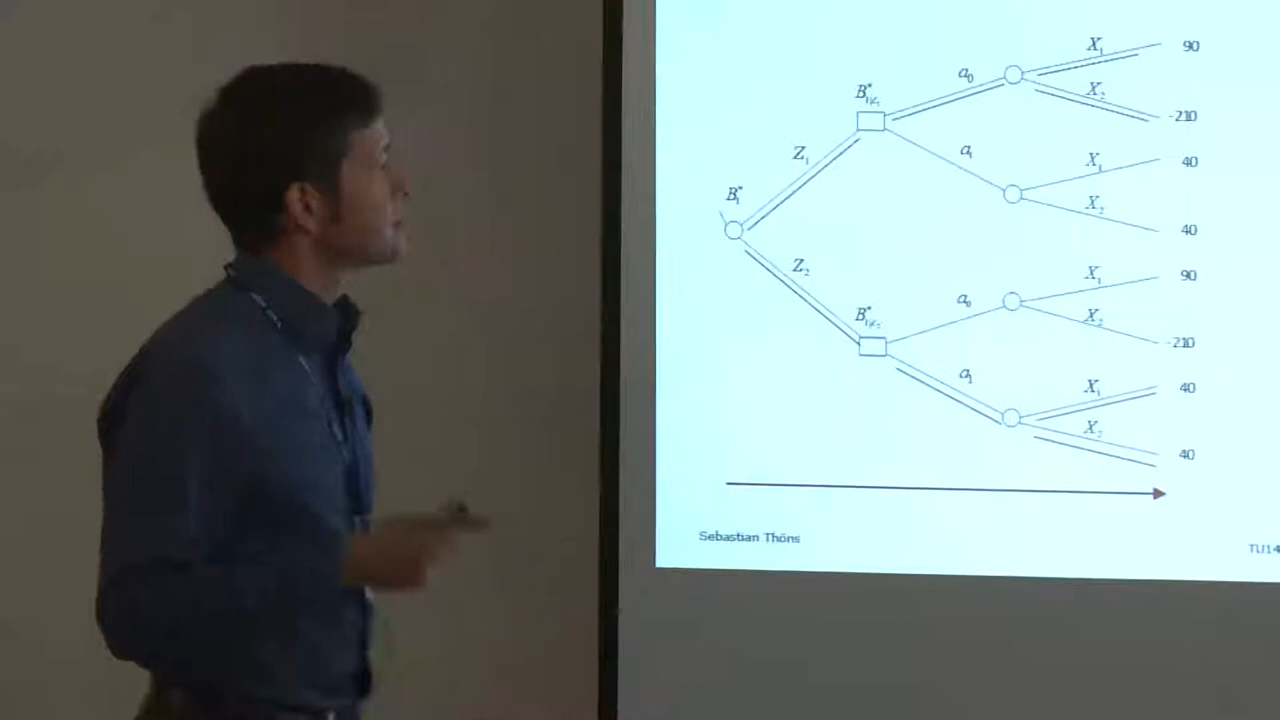 X₁ 90
a₀
X₂ -210
B*₁|z₁
Z₁ a₁ X₁ 40
B*₁ X₂ 40
Z₂ X₁ 90
a₀
B*₁|z₂ X₂ -210
a₁ X₁ 40
X₂ 40
Sebastian Thöns TU14